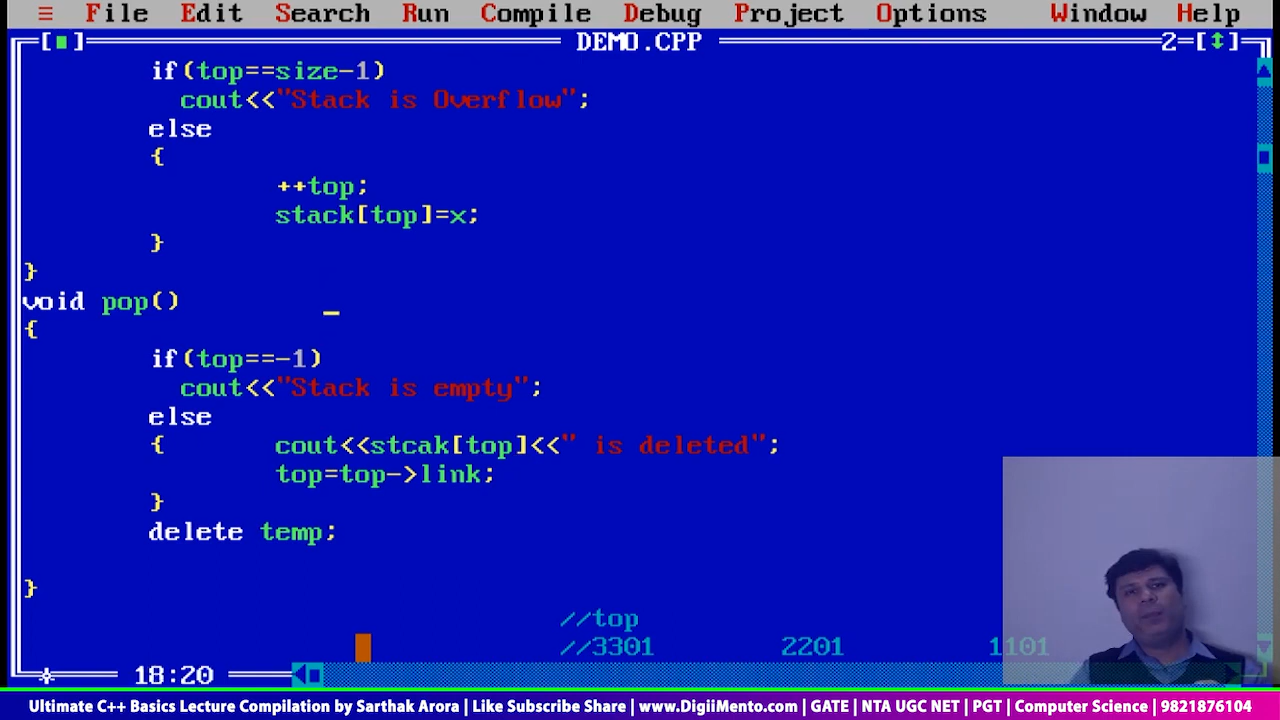 ≡ File Edit Search Run Compile Debug Project Options Window Help
[■] DEMO.CPP 2=[↕]
if(top==size-1)
cout<<"Stack is Overflow";
else
{
++top;
stack[top]=x;
}
}
void pop()
{
if(top==-1)
cout<<"Stack is empty";
else
{ cout<<stcak[top]<<" is deleted";
top=top->link;
}
delete temp;
}
//top
//3301 2201 1101
18:20
Ultimate C++ Basics Lecture Compilation by Sarthak Arora | Like Subscribe Share | www.DigiiMento.com | GATE | NTA UGC NET | PGT | Computer Science | 9821876104